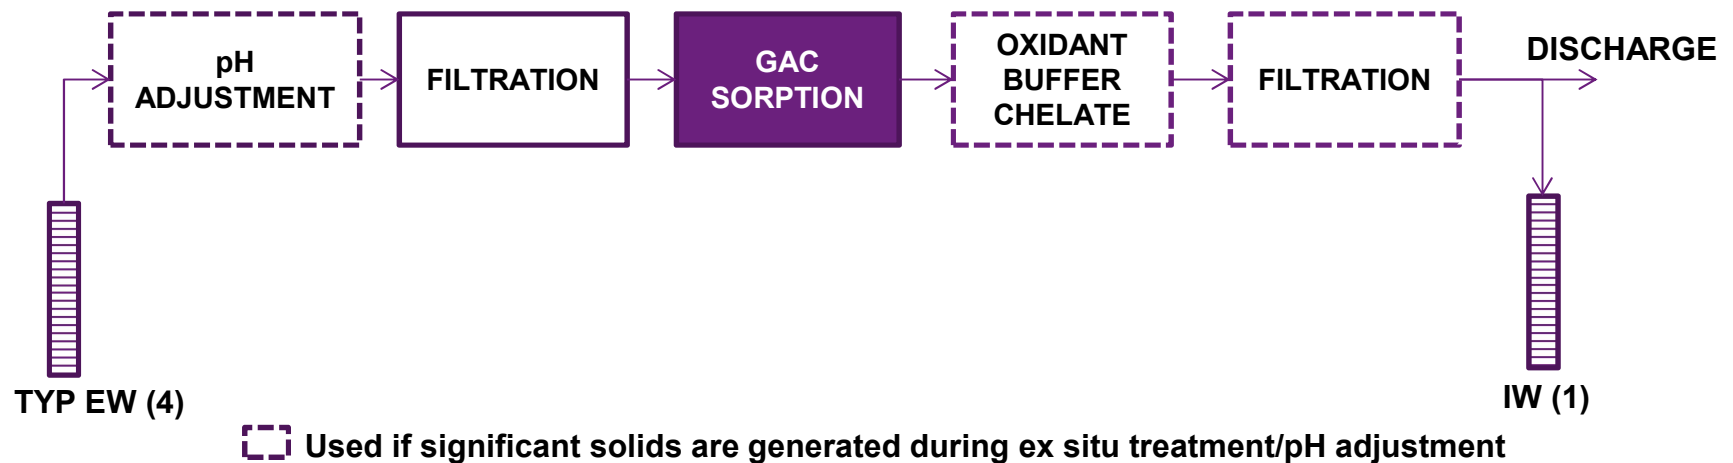 pH
ADJUSTMENT
FILTRATION
GAC
SORPTION
OXIDANT
BUFFER
CHELATE
FILTRATION
DISCHARGE
TYP EW (4)
IW (1)
Used if significant solids are generated during ex situ treatment/pH adjustment